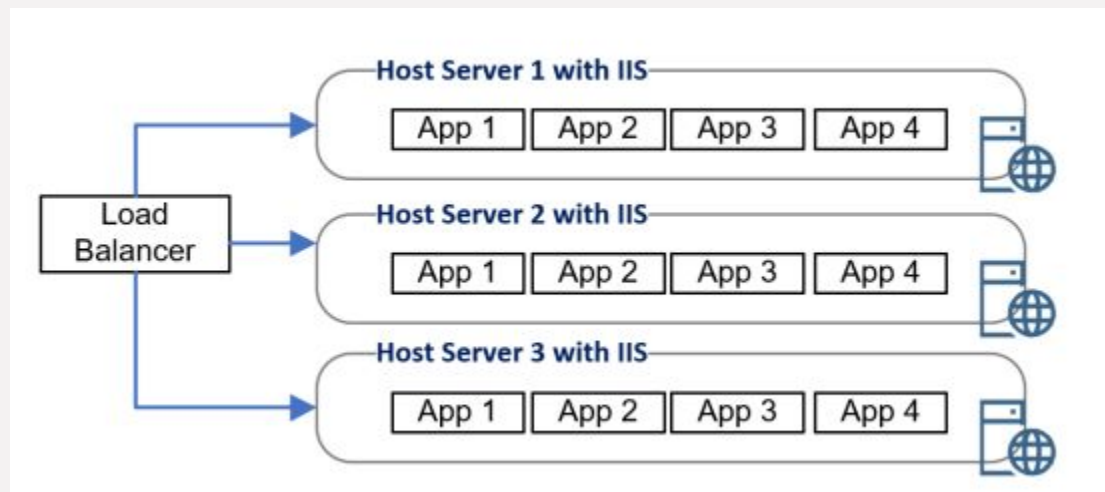 Host Server 1 with IIS
App 1 App 2 App 3 App 4
Load
Balancer
Host Server 2 with IIS
App 1 App 2 App 3 App 4
Host Server 3 with IIS
App 1 App 2 App 3 App 4